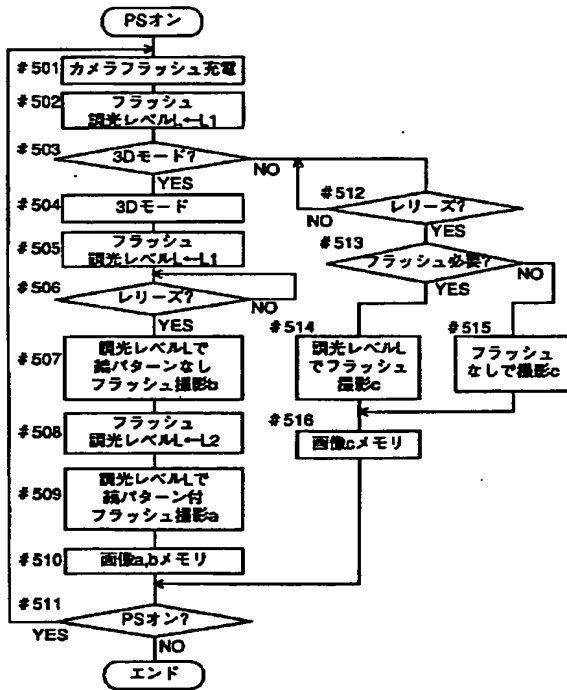 PSオン
#501
カメラフラッシュ充電
#502
フラッシュ
調光レベルL←L1
#503
3Dモード?
NO
YES
#504
3Dモード
#505
フラッシュ
調光レベルL←L1
#506
レリーズ?
NO
YES
#507
調光レベルLで
縞パターンなし
フラッシュ撮影b
#508
フラッシュ
調光レベルL←L2
#509
調光レベルLで
縞パターン付
フラッシュ撮影a
#510
画像a,bメモリ
#511
PSオン?
YES
NO
エンド
#512
レリーズ?
NO
YES
#513
フラッシュ必要?
NO
YES
#514
調光レベルL
でフラッシュ
撮影c
#515
フラッシュ
なしで撮影c
#516
画像cメモリ